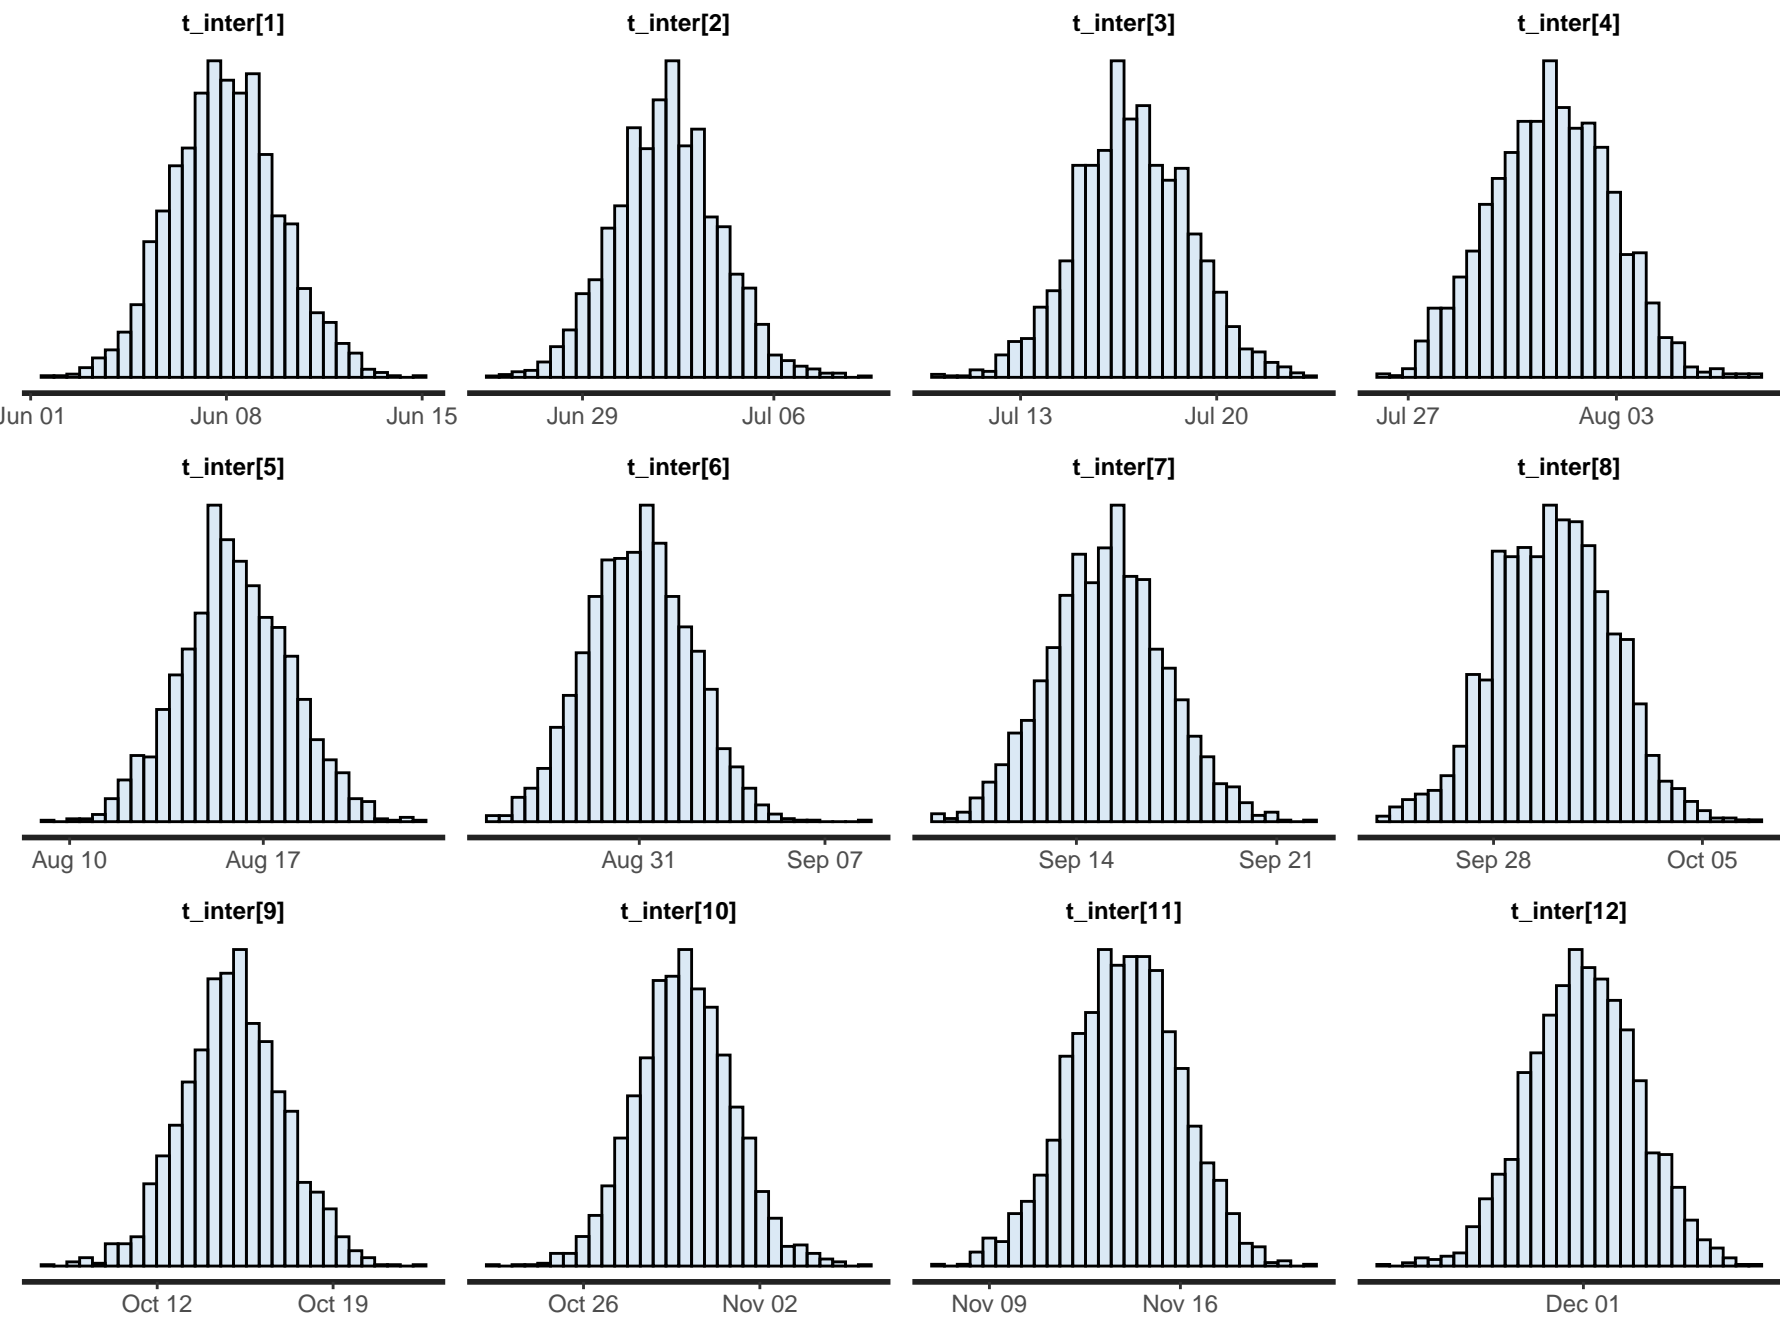 t_inter[1] t_inter[2] t_inter[3] t_inter[4]
Jun 01 Jun 08 Jun 15 Jun 29 Jul 06 Jul 13 Jul 20 Jul 27 Aug 03
t_inter[5] t_inter[6] t_inter[7] t_inter[8]
Aug 10 Aug 17 Aug 31 Sep 07 Sep 14 Sep 21 Sep 28 Oct 05
t_inter[9] t_inter[10] t_inter[11] t_inter[12]
Oct 12 Oct 19 Oct 26 Nov 02 Nov 09 Nov 16 Dec 01